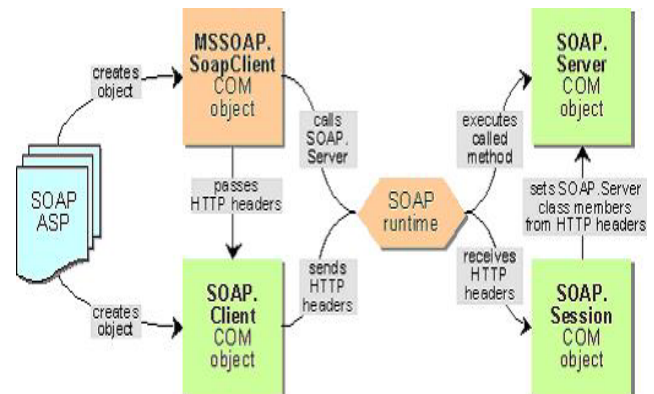 MSSOAP.
SoapClient
COM
object
SOAP.
Server
COM
object
creates
object
calls
SOAP.
Server
executes
called
method
SOAP
ASP
passes
HTTP headers
SOAP
runtime
sets SOAP.Server
class members
from HTTP headers
creates
object
SOAP.
Client
COM
object
sends
HTTP
headers
receives
HTTP
headers
SOAP.
Session
COM
object